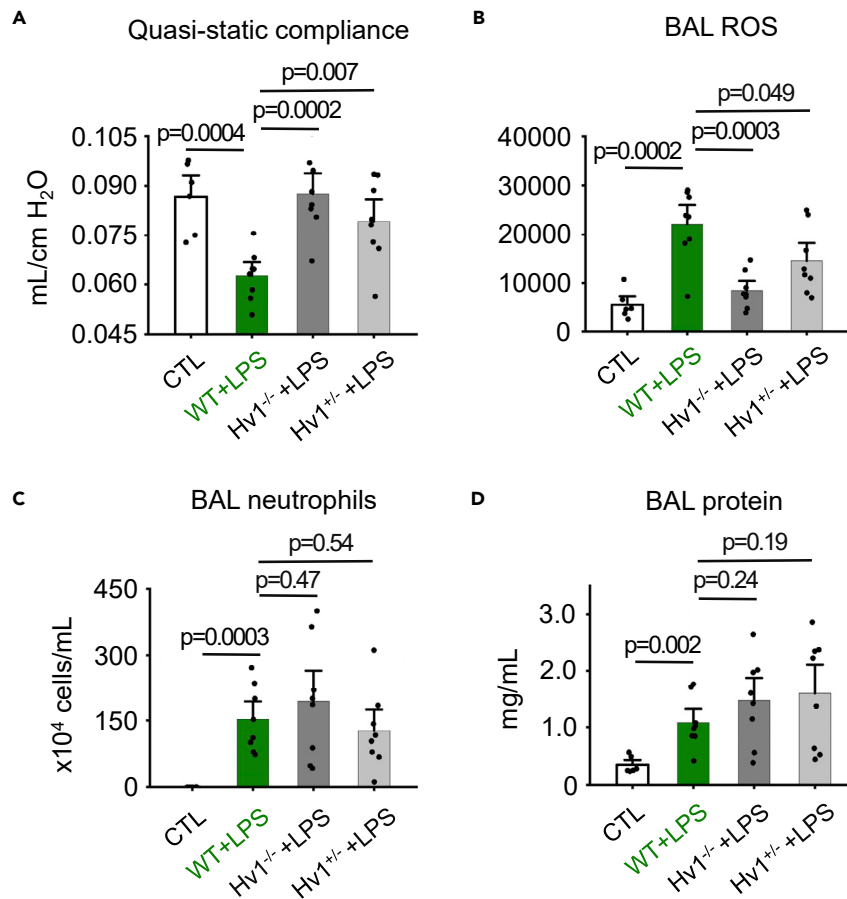 A
Quasi-static compliance
p=0.007
p=0.0002
p=0.0004
0.105
0.090
0.075
0.060
0.045
mL/cm H₂O
CTL
WT+LPS
Hv1⁻/⁻+LPS
Hv1⁺/⁻+LPS
B
BAL ROS
p=0.049
p=0.0003
p=0.0002
40000
30000
20000
10000
0
CTL
WT+LPS
Hv1⁻/⁻+LPS
Hv1⁺/⁻+LPS
C
BAL neutrophils
p=0.54
p=0.47
p=0.0003
450
300
150
0
x10⁴ cells/mL
CTL
WT+LPS
Hv1⁻/⁻+LPS
Hv1⁺/⁻+LPS
D
BAL protein
p=0.19
p=0.24
p=0.002
3.0
2.0
1.0
0
mg/mL
CTL
WT+LPS
Hv1⁻/⁻+LPS
Hv1⁺/⁻+LPS